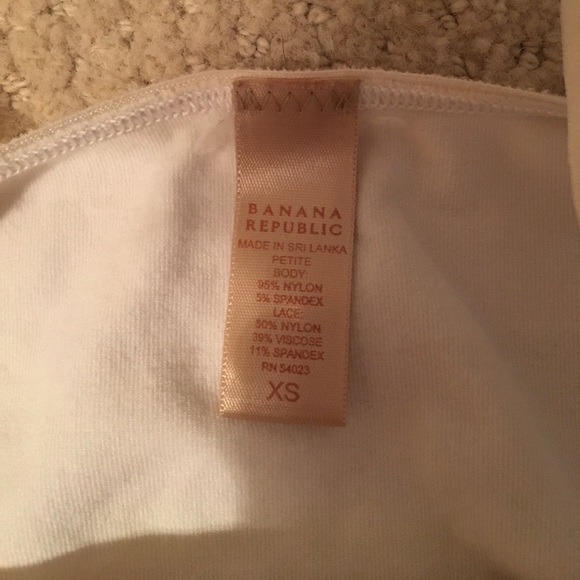 BANANA
REPUBLIC
MADE IN SRI LANKA
PETITE
BODY:
95% NYLON
5% SPANDEX
LACE:
50% NYLON
39% VISCOSE
11% SPANDEX
RN 54023
XS